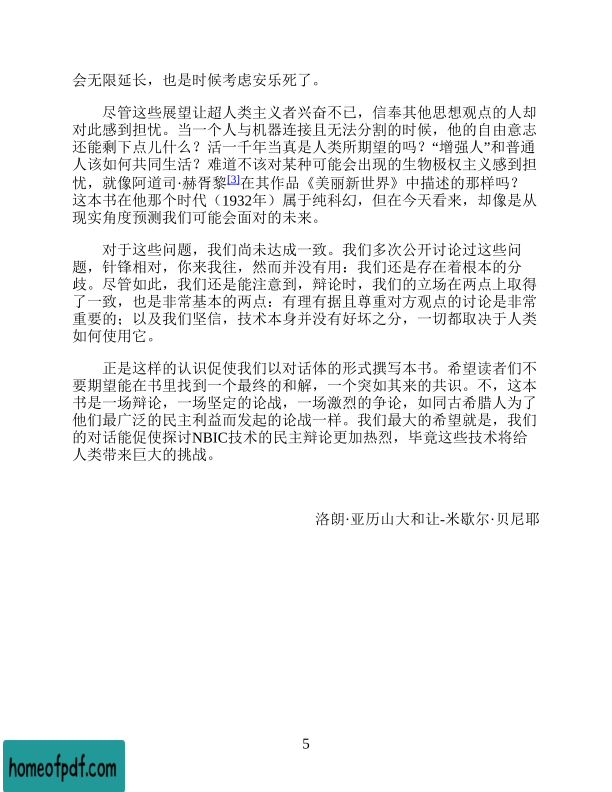 会无限延长，也是时候考虑安乐死了。
尽管这些展望让超人类主义者兴奋不已，信奉其他思想观点的人却
对此感到担忧。当一个人与机器连接且无法分割的时候，他的自由意志
还能剩下点儿什么？活一千年当真是人类所期望的吗？“增强人”和普通
人该如何共同生活？难道不该对某种可能会出现的生物极权主义感到担
忧，就像阿道司·赫胥黎[3]在其作品《美丽新世界》中描述的那样吗？
这本书在他那个时代（1932年）属于纯科幻，但在今天看来，却像是从
现实角度预测我们可能会面对的未来。
对于这些问题，我们尚未达成一致。我们多次公开讨论过这些问
题，针锋相对，你来我往，然而并没有用：我们还是存在着根本的分
歧。尽管如此，我们还是能注意到，辩论时，我们的立场在两点上取得
了一致，也是非常基本的两点：有理有据且尊重对方观点的讨论是非常
重要的；以及我们坚信，技术本身并没有好坏之分，一切都取决于人类
如何使用它。
正是这样的认识促使我们以对话体的形式撰写本书。希望读者们不
要期望能在书里找到一个最终的和解，一个突如其来的共识。不，这本
书是一场辩论，一场坚定的论战，一场激烈的争论，如同古希腊人为了
他们最广泛的民主利益而发起的论战一样。我们最大的希望就是，我们
的对话能促使探讨NBIC技术的民主辩论更加热烈，毕竟这些技术将给
人类带来巨大的挑战。
洛朗·亚历山大和让-米歇尔·贝尼耶
5
homeofpdf.com